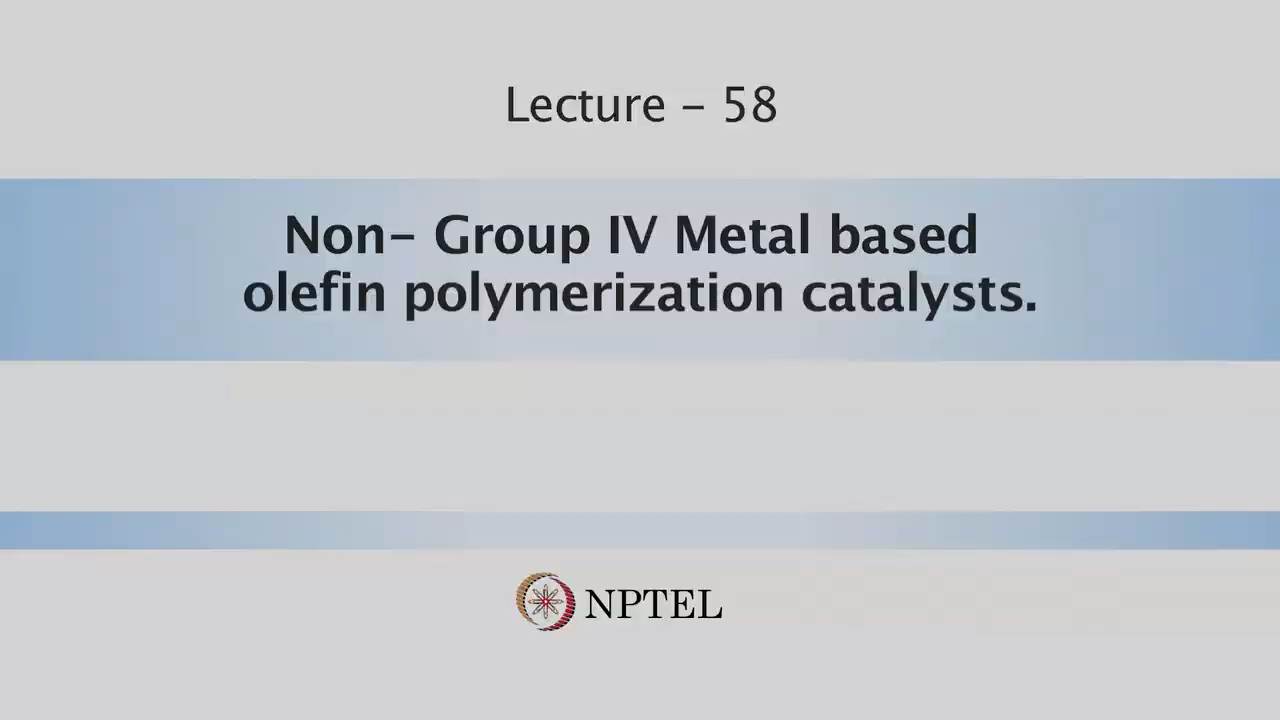 Lecture – 58
Non– Group IV Metal based
olefin polymerization catalysts.
NPTEL